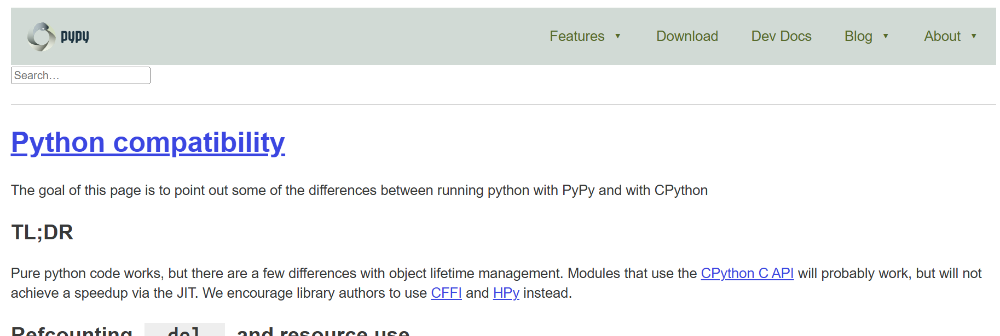 pypy
Features ▼ Download Dev Docs Blog ▼ About ▼
Search…
Python compatibility
The goal of this page is to point out some of the differences between running python with PyPy and with CPython
TL;DR
Pure python code works, but there are a few differences with object lifetime management. Modules that use the CPython C API will probably work, but will not
achieve a speedup via the JIT. We encourage library authors to use CFFI and HPy instead.
Refcounting, __del__, and resource use